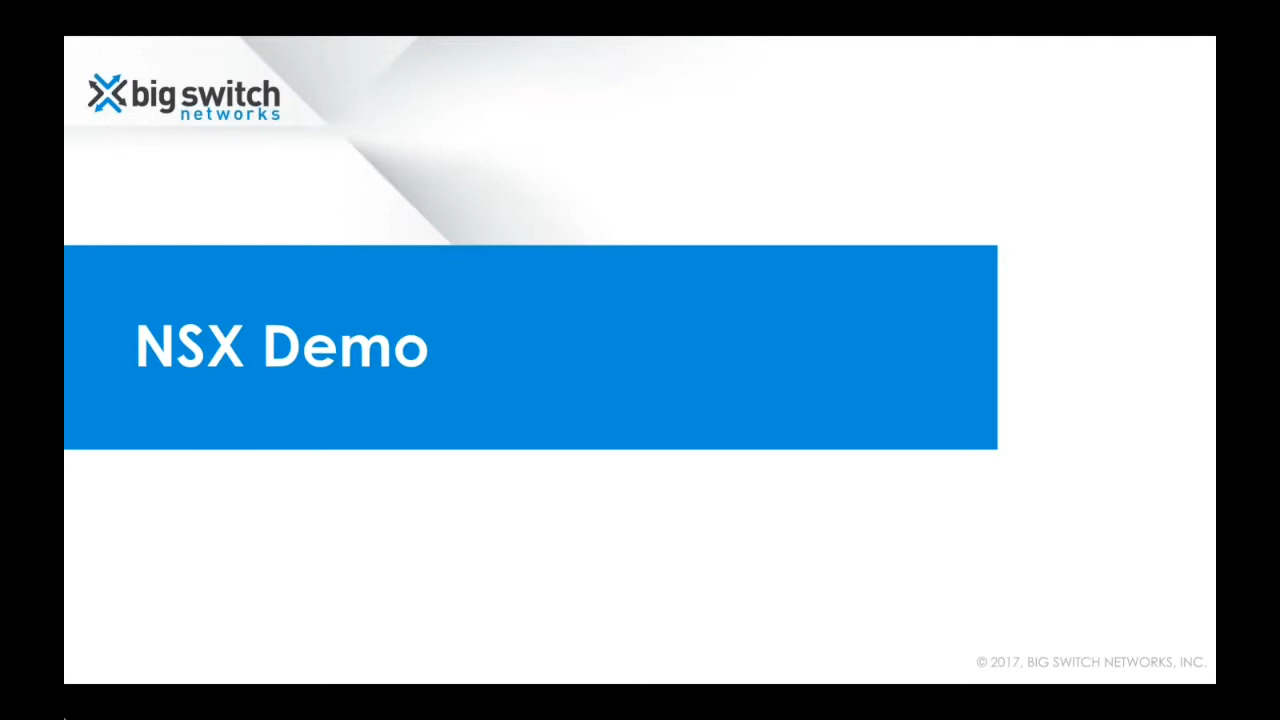 big switch
networks
NSX Demo
© 2017, BIG SWITCH NETWORKS, INC.